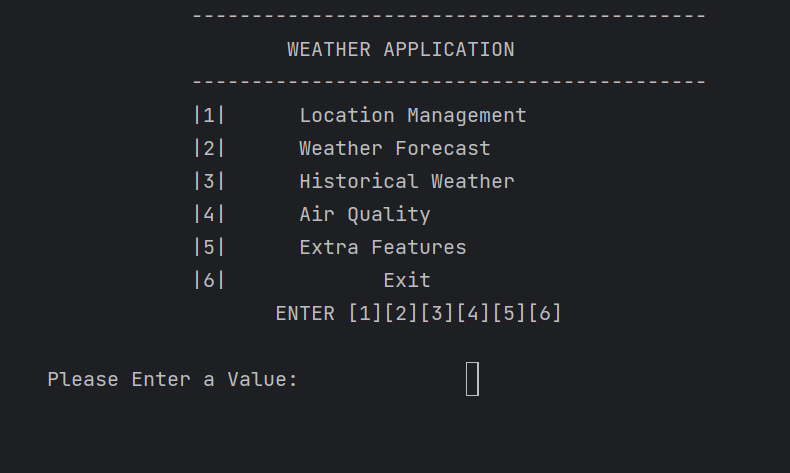 -------------------------------------------
WEATHER APPLICATION
-------------------------------------------
|1| Location Management
|2| Weather Forecast
|3| Historical Weather
|4| Air Quality
|5| Extra Features
|6| Exit
ENTER [1][2][3][4][5][6]
Please Enter a Value: